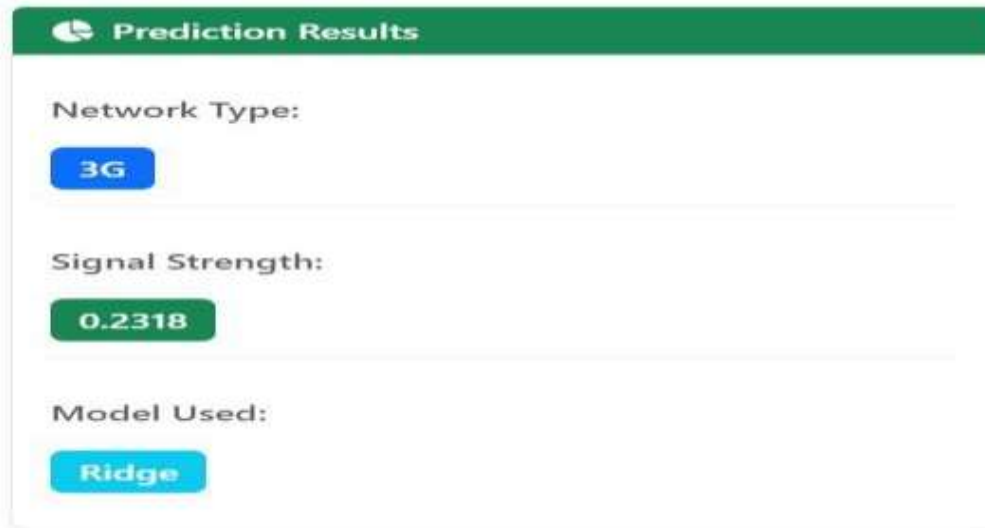 Prediction Results
Network Type:
3G
Signal Strength:
0.2318
Model Used:
Ridge